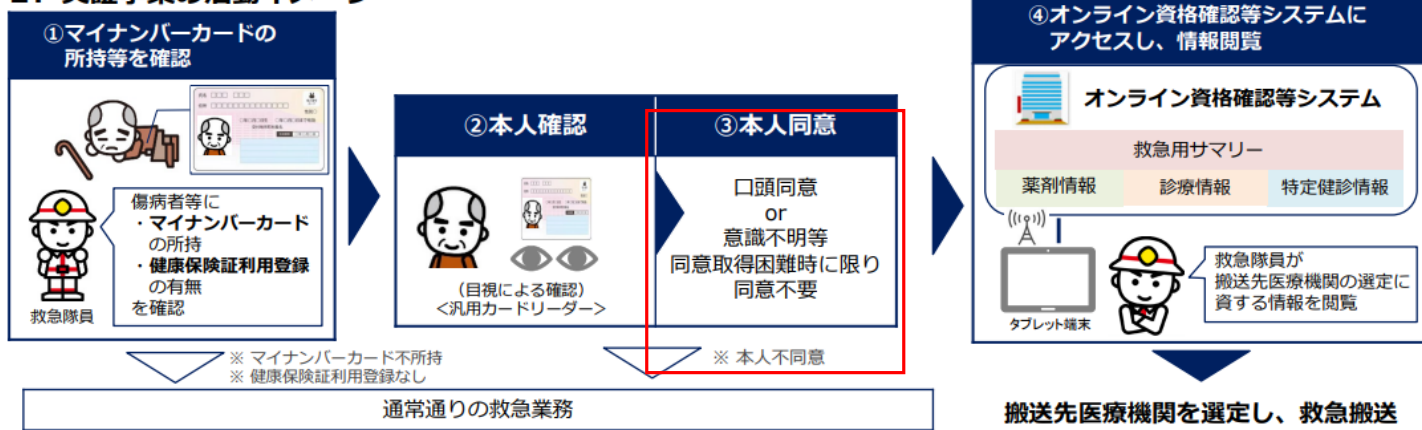 ①マイナンバーカードの
所持等を確認
傷病者等に
・マイナンバーカード
の所持
・健康保険証利用登録
の有無
を確認
救急隊員
※ マイナンバーカード不所持
※ 健康保険証利用登録なし
②本人確認
(目視による確認)
<汎用カードリーダー>
③本人同意
口頭同意
or
意識不明等
同意取得困難時に限り
同意不要
※ 本人不同意
通常通りの救急業務
④オンライン資格確認等システムに
アクセスし、情報閲覧
オンライン資格確認等システム
救急用サマリー
薬剤情報 診療情報 特定健診情報
救急隊員が
搬送先医療機関の選定に
資する情報を閲覧
タブレット端末
搬送先医療機関を選定し、救急搬送